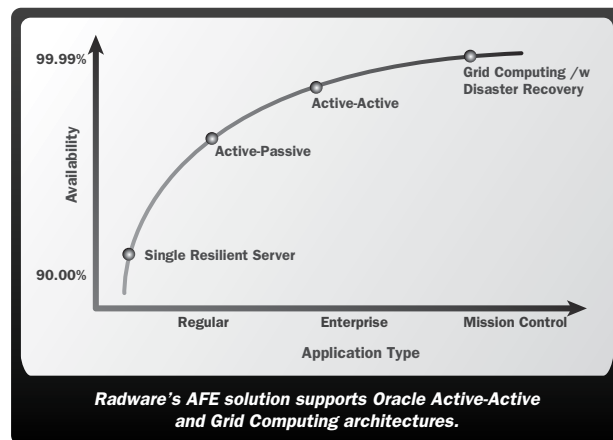 99.99%
Grid Computing /w
Disaster Recovery
Active-Active
Availability
Active-Passive
Single Resilient Server
90.00%
Regular
Enterprise
Mission Control
Application Type
Radware's AFE solution supports Oracle Active-Active
and Grid Computing architectures.